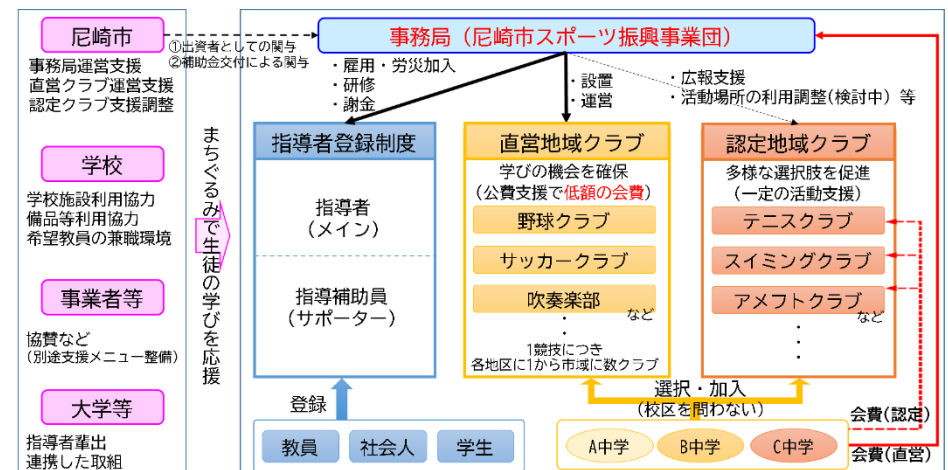 尼崎市
事務局運営支援
直営クラブ運営支援
認定クラブ支援調整
学校
学校施設利用協力
備品等利用協力
希望教員の兼職環境
事業者等
協賛など
(別途支援メニュー整備)
大学等
指導者輩出
連携した取組
①出資者としての関与
②補助金交付による関与
まちぐるみで生徒の学びを応援
事務局（尼崎市スポーツ振興事業団）
・雇用・労災加入
・研修
・謝金
・設置
・運営
・広報支援
・活動場所の利用調整(検討中)等
指導者登録制度
指導者
(メイン)
指導補助員
(サポーター)
登録
教員
社会人
学生
直営地域クラブ
学びの機会を確保
(公費支援で低額の会費)
野球クラブ
サッカークラブ
吹奏楽部
など
・
・
1競技につき
各地区に1から市域に数クラブ
認定地域クラブ
多様な選択肢を促進
(一定の活動支援)
テニスクラブ
スイミングクラブ
アメフトクラブ
など
・
・
・
選択・加入
(校区を問わない)
A中学
B中学
C中学
会費(認定)
会費(直営)